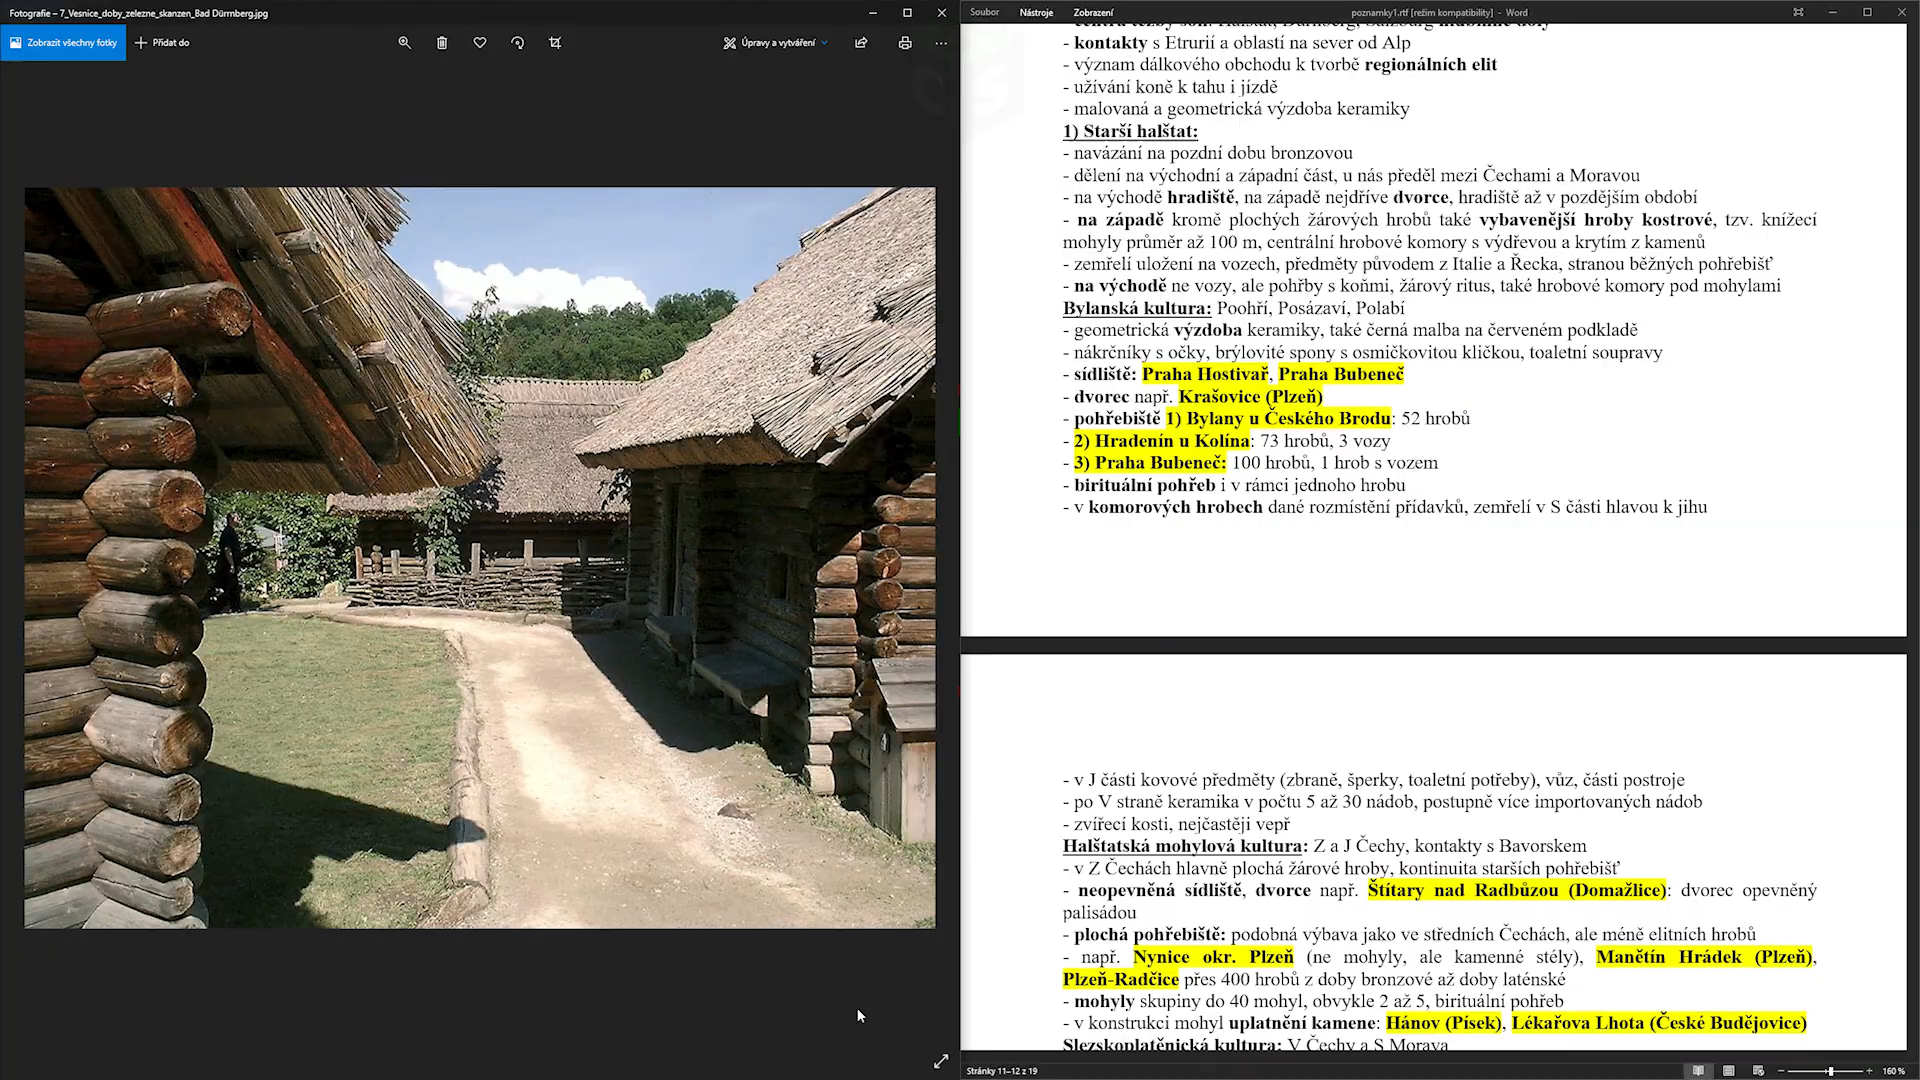 Fotografie – 7_Vesnice_doby_zelezne_skanzen_Bad Dürrnberg.jpg
Zobrazit všechny fotky
Přidat do
Úpravy a vytváření
Soubor
Nástroje
Zobrazení
poznamky1.rtf [režim kompatibility] - Word
- kontakty s Etrurií a oblastí na sever od Alp
- význam dálkového obchodu k tvorbě regionálních elit
- užívání koně k tahu i jízdě
- malovaná a geometrická výzdoba keramiky
1) Starší halštat:
- navázání na pozdní dobu bronzovou
- dělení na východní a západní část, u nás předěl mezi Čechami a Moravou
- na východě hradiště, na západě nejdříve dvorce, hradiště až v pozdějším období
- na západě kromě plochých žárových hrobů také vybavenější hroby kostrové, tzv. knížecí
mohyly průměr až 100 m, centrální hrobové komory s výdřevou a krytím z kamenů
- zemřelí uložení na vozech, předměty původem z Italie a Řecka, stranou běžných pohřebišť
- na východě ne vozy, ale pohřby s koňmi, žárový ritus, také hrobové komory pod mohylami
Bylanská kultura: Poohří, Posázaví, Polabí
- geometrická výzdoba keramiky, také černá malba na červeném podkladě
- nákrčníky s očky, brýlovité spony s osmičkovitou kličkou, toaletní soupravy
- sídliště: Praha Hostivař, Praha Bubeneč
- dvorec např. Krašovice (Plzeň)
- pohřebiště 1) Bylany u Českého Brodu: 52 hrobů
- 2) Hradenín u Kolína: 73 hrobů, 3 vozy
- 3) Praha Bubeneč: 100 hrobů, 1 hrob s vozem
- birituální pohřeb i v rámci jednoho hrobu
- v komorových hrobech dané rozmístění přídavků, zemřelí v S části hlavou k jihu
- v J části kovové předměty (zbraně, šperky, toaletní potřeby), vůz, části postroje
- po V straně keramika v počtu 5 až 30 nádob, postupně více importovaných nádob
- zvířecí kosti, nejčastěji vepř
Halštatská mohylová kultura: Z a J Čechy, kontakty s Bavorskem
- v Z Čechách hlavně plochá žárové hroby, kontinuita starších pohřebišť
- neopevněná sídliště, dvorce např. Štítary nad Radbůzou (Domažlice): dvorec opevněný
palisádou
- plochá pohřebiště: podobná výbava jako ve středních Čechách, ale méně elitních hrobů
- např. Nynice okr. Plzeň (ne mohyly, ale kamenné stély), Manětín Hrádek (Plzeň),
Plzeň-Radčice přes 400 hrobů z doby bronzové až doby laténské
- mohyly skupiny do 40 mohyl, obvykle 2 až 5, birituální pohřeb
- v konstrukci mohyl uplatnění kamene: Hánov (Písek), Lékařova Lhota (České Budějovice)
Slezskoplatěnická kultura: V Čechy a S Morava
Stránky 11–12 z 19
160 %